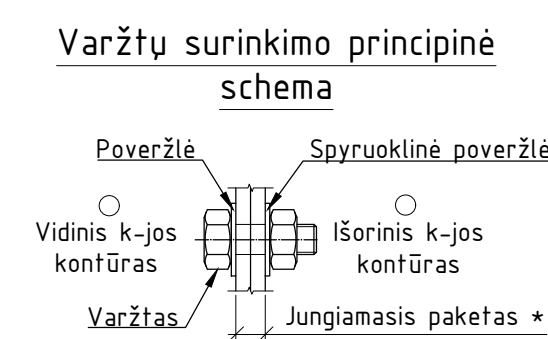 Varžtų surinkimo principinė
schema
Poveržlė
Spyruoklinė poveržlė
Vidinis k-jos
kontūras
Išorinis k-jos
kontūras
Varžtas
Jungiamasis paketas *